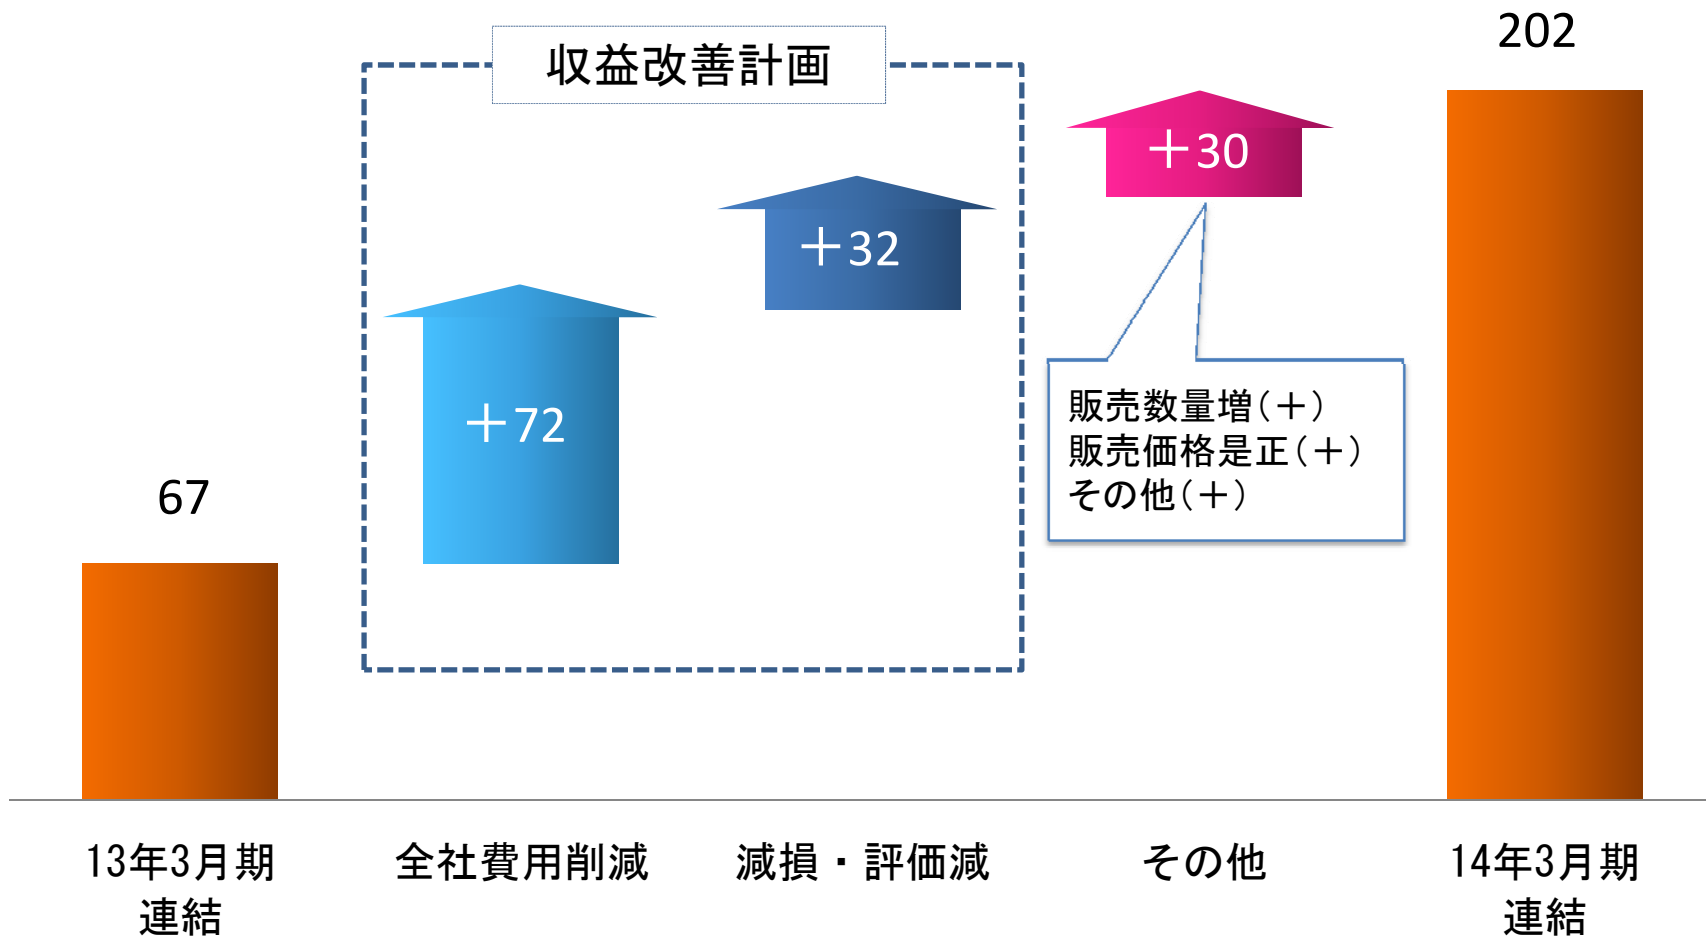 収益改善計画
202
＋30
＋32
＋72
67
販売数量増（＋）
販売価格是正（＋）
その他（＋）
13年3月期
連結
全社費用削減
減損・評価減
その他
14年3月期
連結